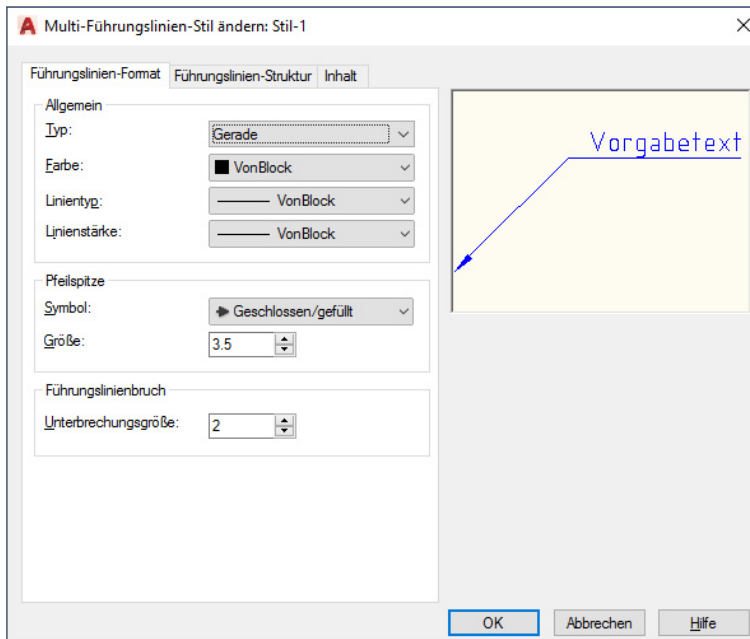 Multi-Führungslinien-Stil ändern: Stil-1
Führungslinien-Format Führungslinien-Struktur Inhalt
Allgemein
Typ: Gerade
Farbe: VonBlock
Linientyp: VonBlock
Linienstärke: VonBlock
Pfeilspitze
Symbol: Geschlossen/gefüllt
Größe: 3.5
Führungslinienbruch
Unterbrechungsgröße: 2
Vorgabetext
OK Abbrechen Hilfe